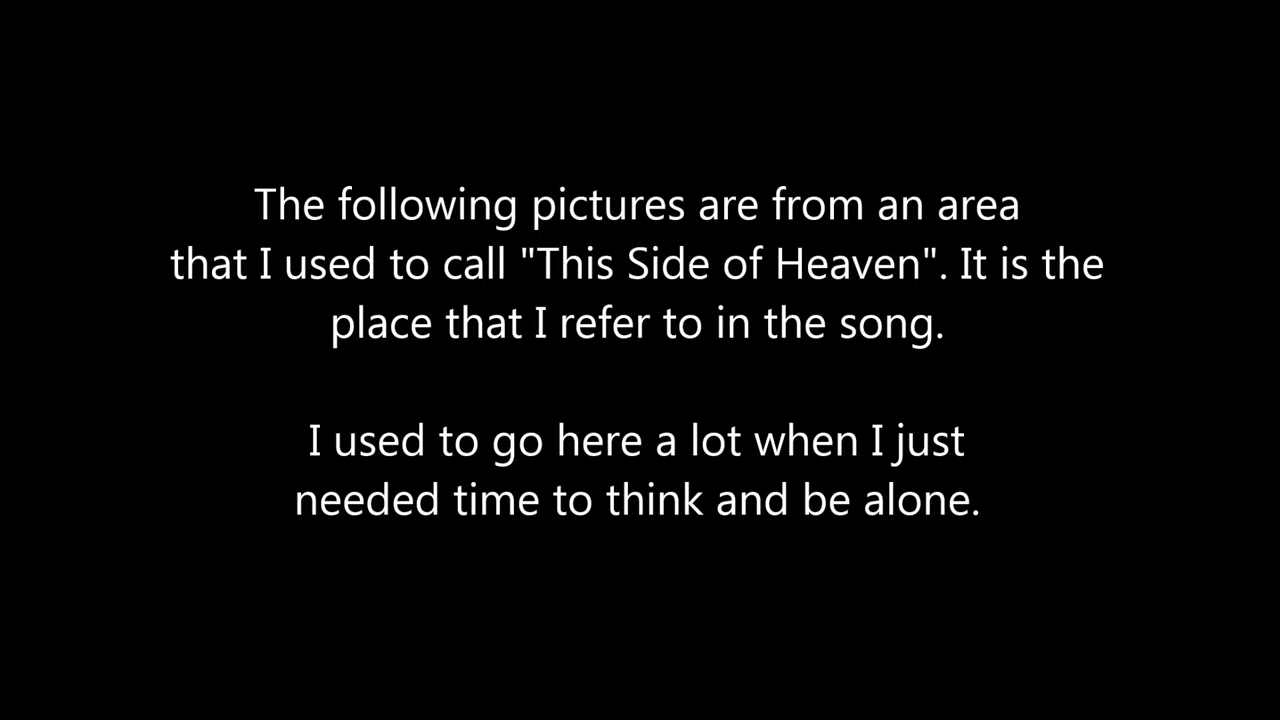 The following pictures are from an area
that I used to call "This Side of Heaven". It is the
place that I refer to in the song.
I used to go here a lot when I just
needed time to think and be alone.